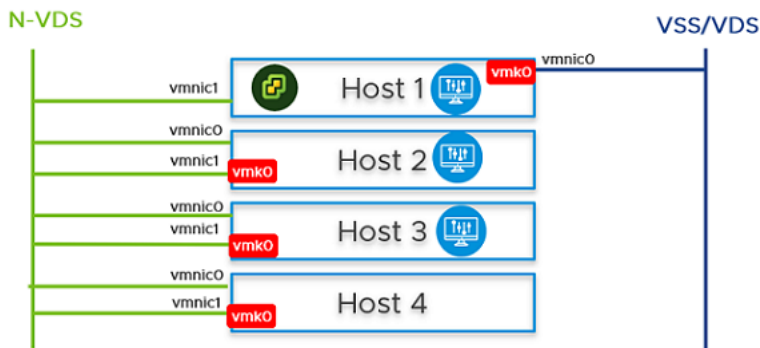 N-VDS
VSS/VDS
vmnic1
Host 1
vmk0
vmnic0
vmnic0
vmnic1
vmk0
Host 2
vmnic0
vmnic1
vmk0
Host 3
vmnic0
vmnic1
vmk0
Host 4